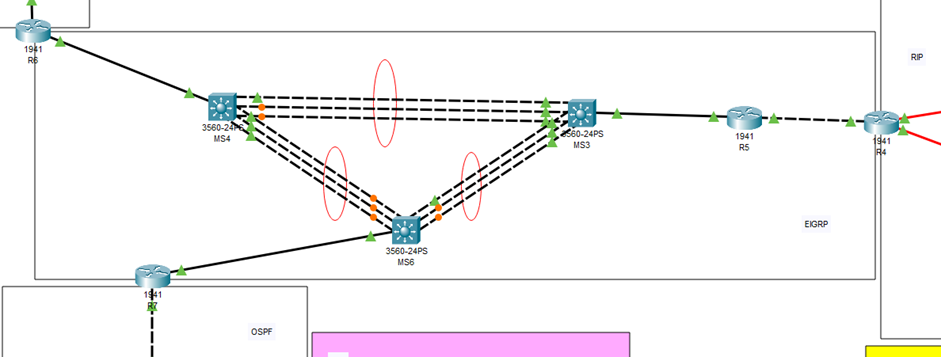 1941
R6
RIP
3560-24PS
MS4
3560-24PS
MS3
1941
R5
1941
R4
EIGRP
3560-24PS
MS6
1941
R7
OSPF